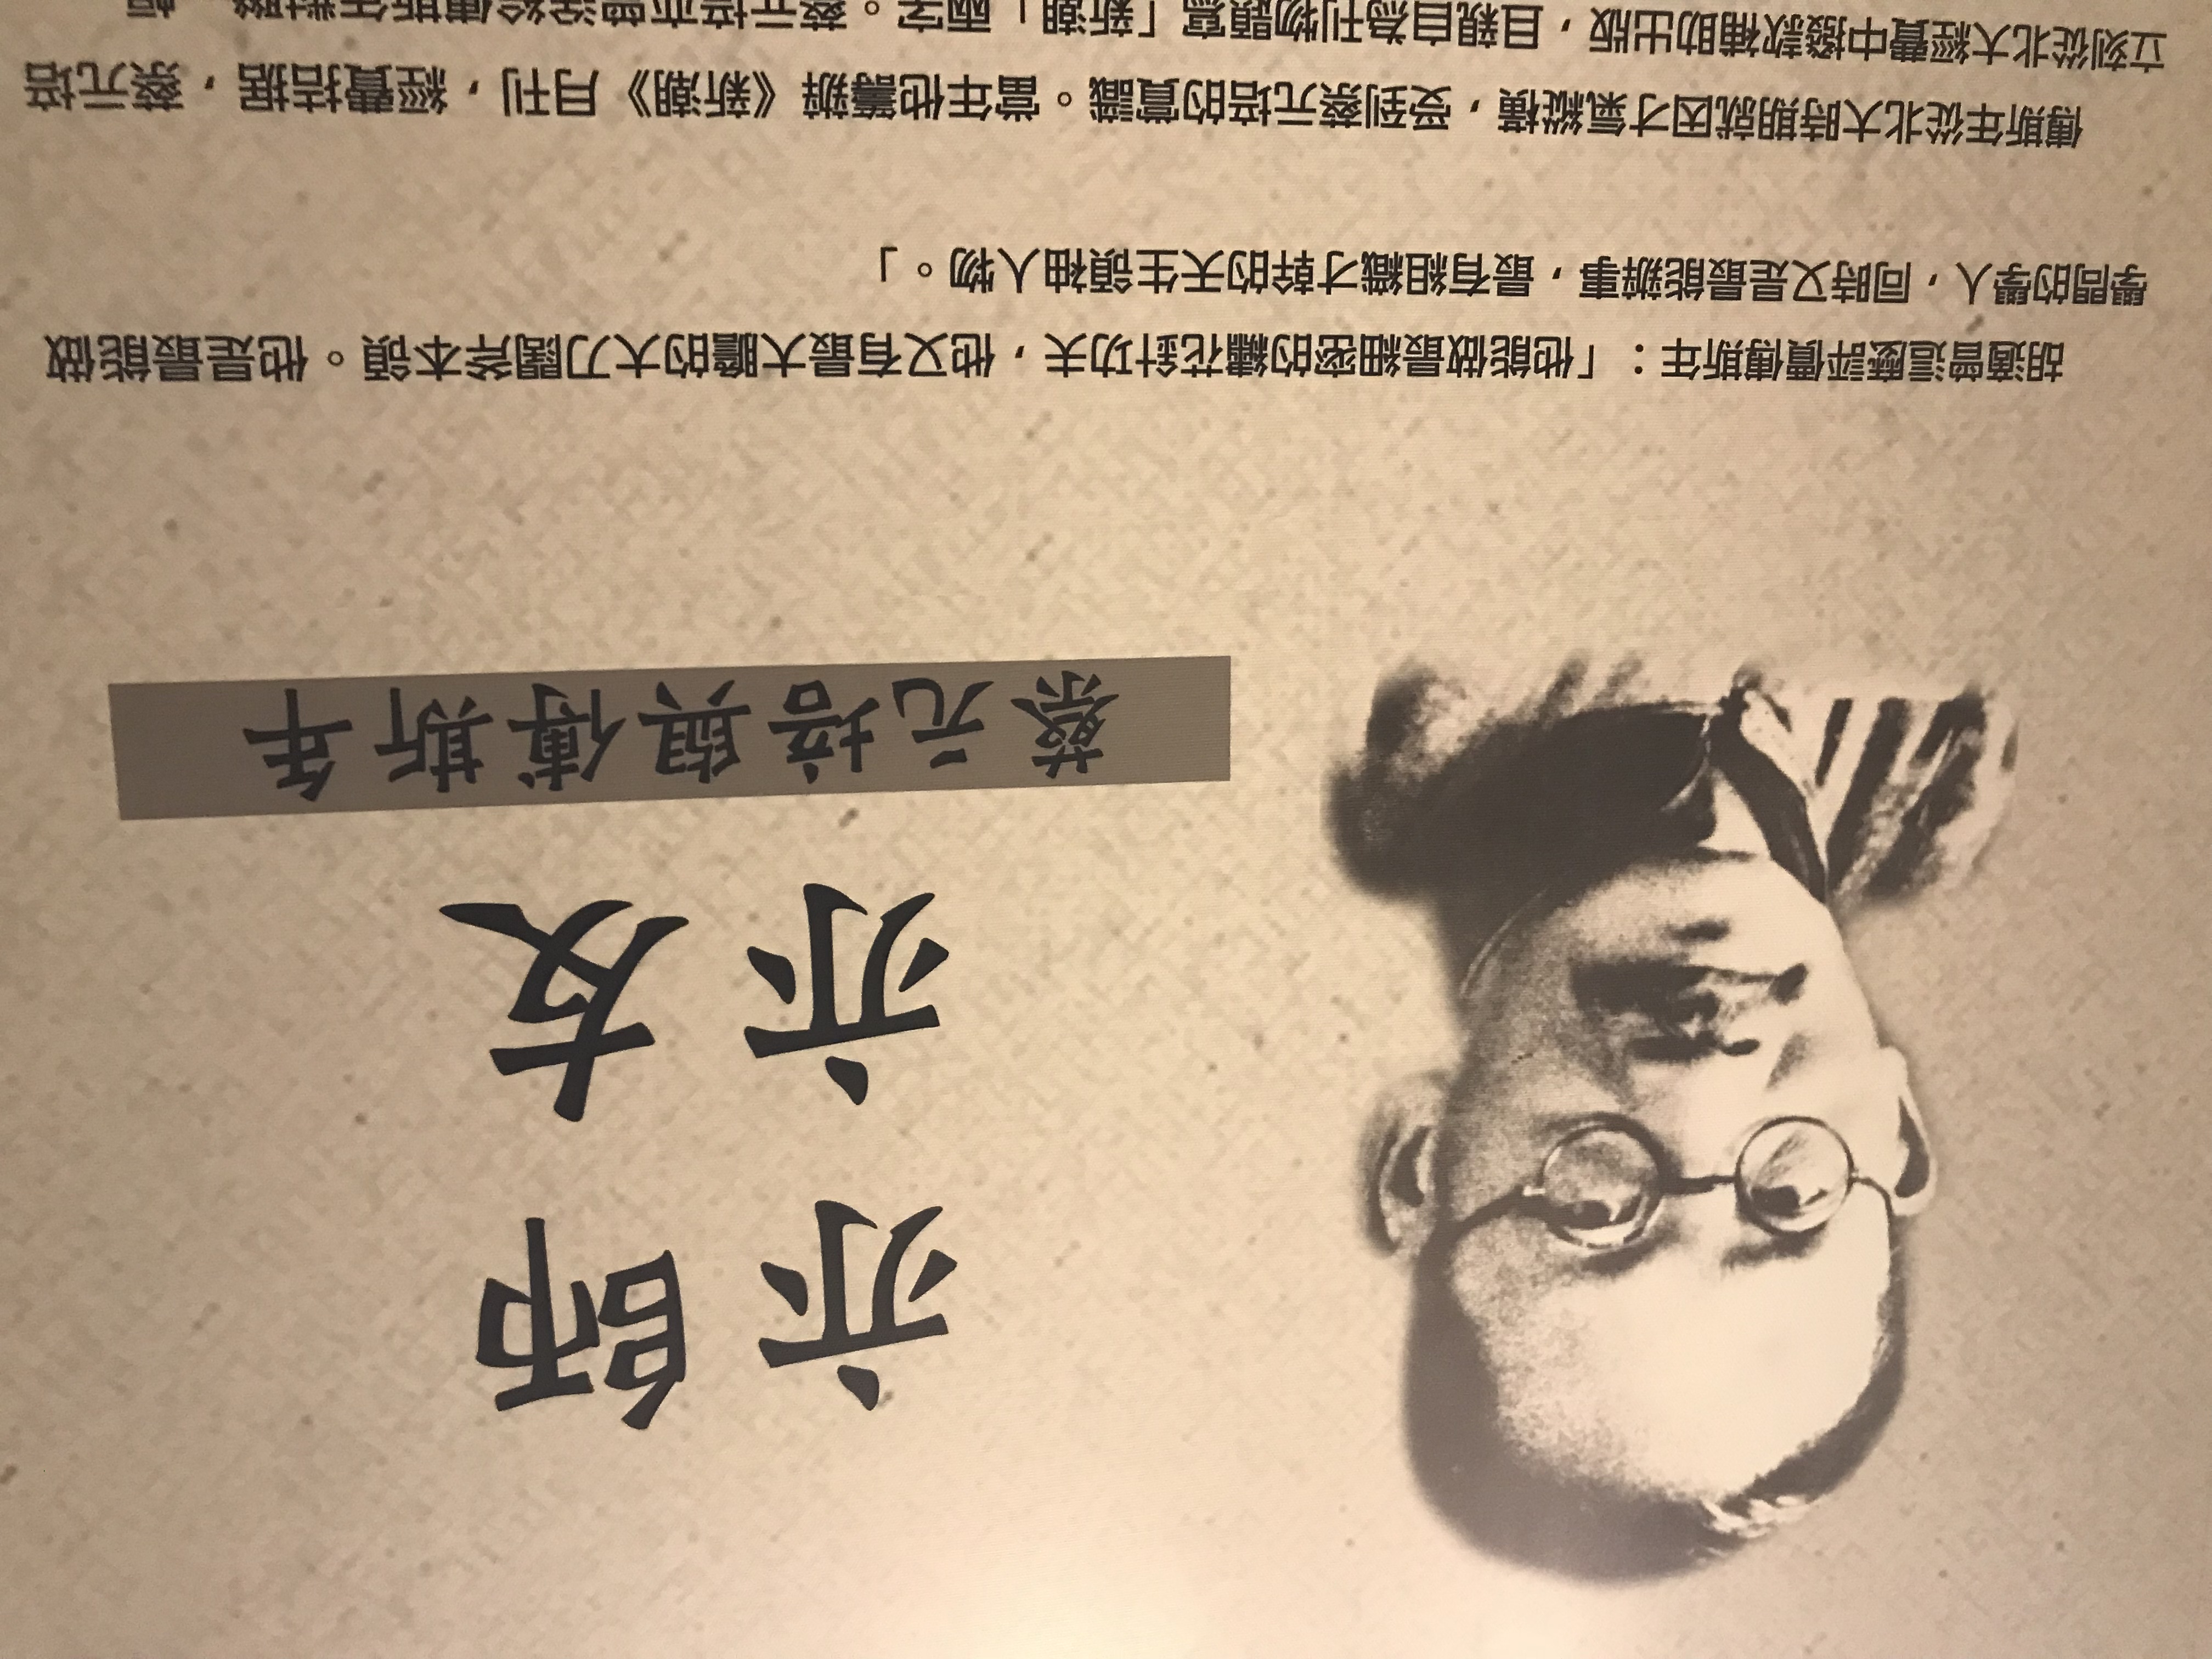 亦師
亦友
蔡元培與傅斯年
胡適曾這麼評價傅斯年：「他能做最細密的繡花針功夫，他又有最大膽的大刀闊斧本領。他是最能做
學問的學人，同時又是最能辦事，最有組織才幹的天生領袖人物。」
傅斯年從北大時期就因才氣縱橫，受到蔡元培的賞識。當年他籌辦《新潮》月刊，經費拮据，蔡元培
立刻從北大經費中撥款補助出版，且親自為刊物題寫「新潮」兩字。蔡元培亦曾送給傅斯年對聯一幅